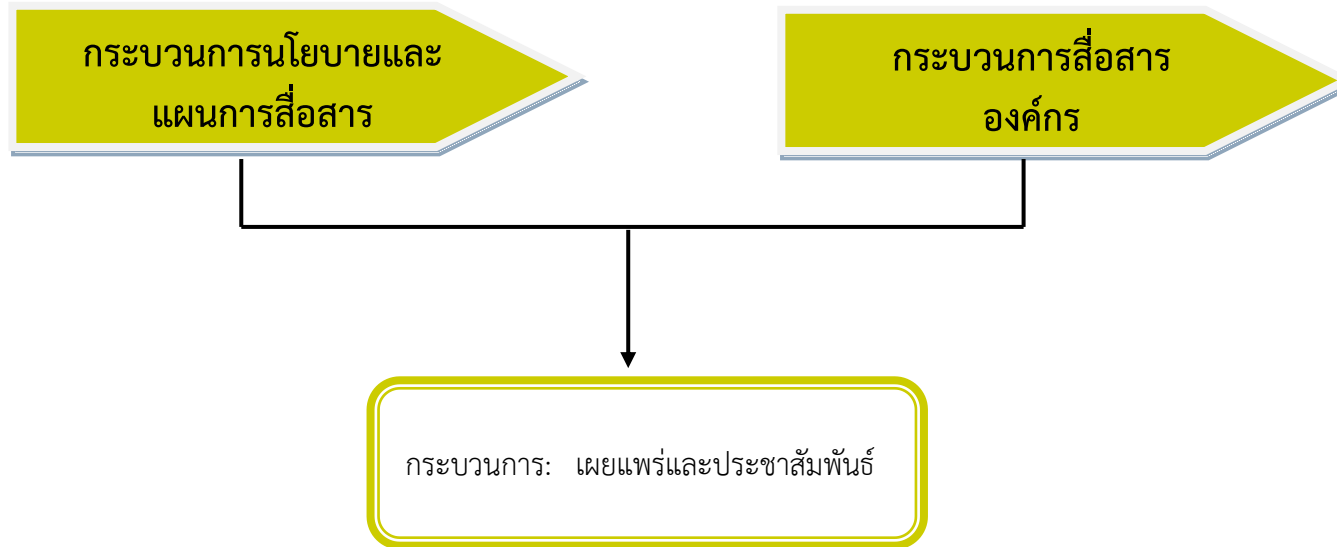 กระบวนการนโยบายและ
แผนการสื่อสาร
กระบวนการสื่อสาร
องค์กร
กระบวนการ: เผยแพร่และประชาสัมพันธ์